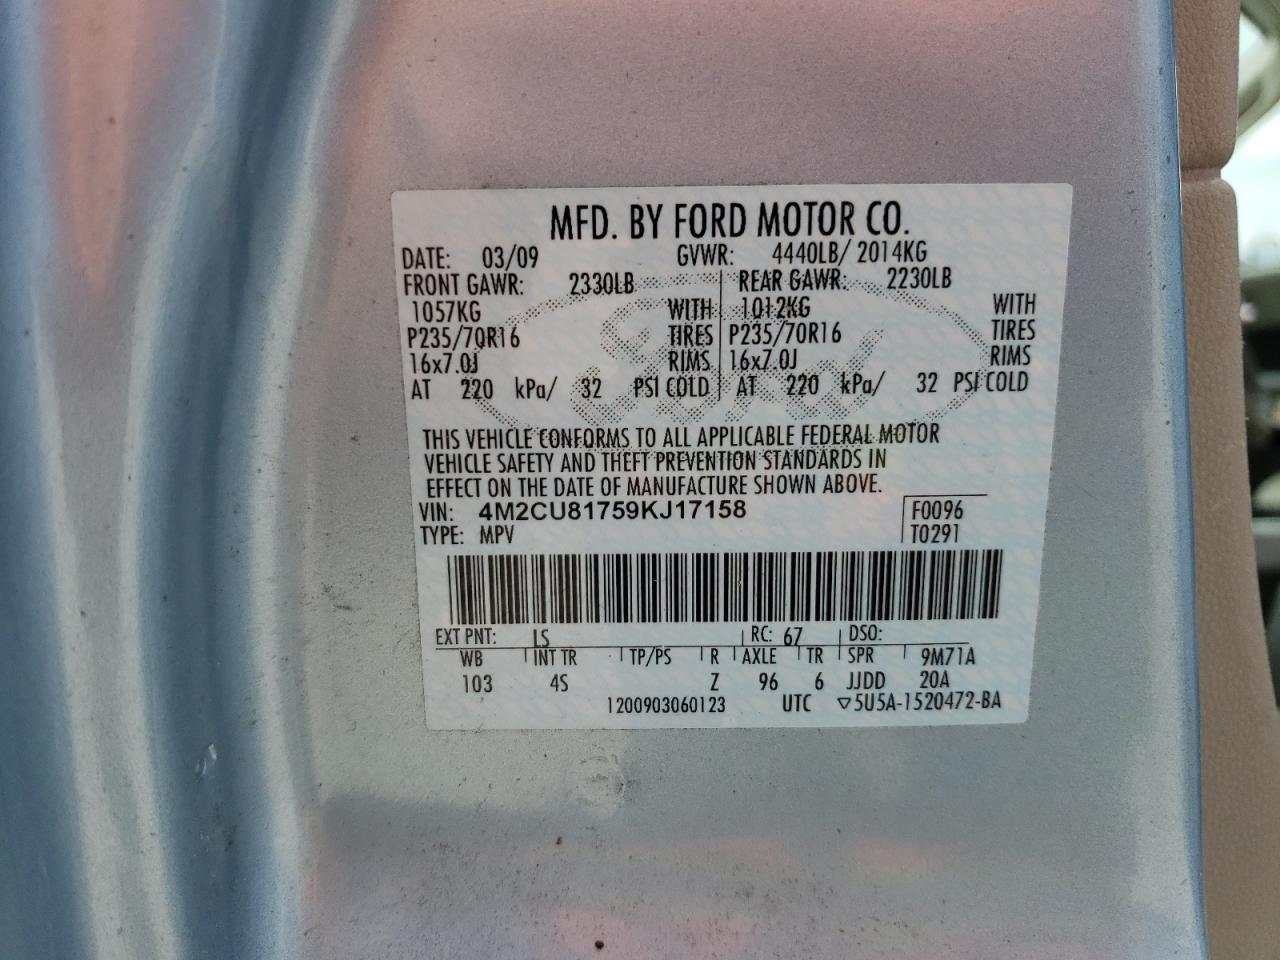 MFD. BY FORD MOTOR CO.
DATE: 03/09 GVWR: 4440LB/ 2014KG
FRONT GAWR: 2330LB REAR GAWR: 2230LB
1057KG WITH 1012KG WITH
P235/70R16 TIRES P235/70R16 TIRES
16x7.0J RIMS 16x7.0J RIMS
AT 220 kPa/ 32 PSI COLD AT 220 kPa/ 32 PSI COLD
THIS VEHICLE CONFORMS TO ALL APPLICABLE FEDERAL MOTOR
VEHICLE SAFETY AND THEFT PREVENTION STANDARDS IN
EFFECT ON THE DATE OF MANUFACTURE SHOWN ABOVE.
VIN: 4M2CU81759KJ17158 F0096
TYPE: MPV T0291
EXT PNT: LS RC: 67 DSO:
WB INT TR TP/PS R AXLE TR SPR 9M71A
103 4S Z 96 6 JJDD 20A
1200903060123 UTC ▽5U5A-1520472-BA
Ford